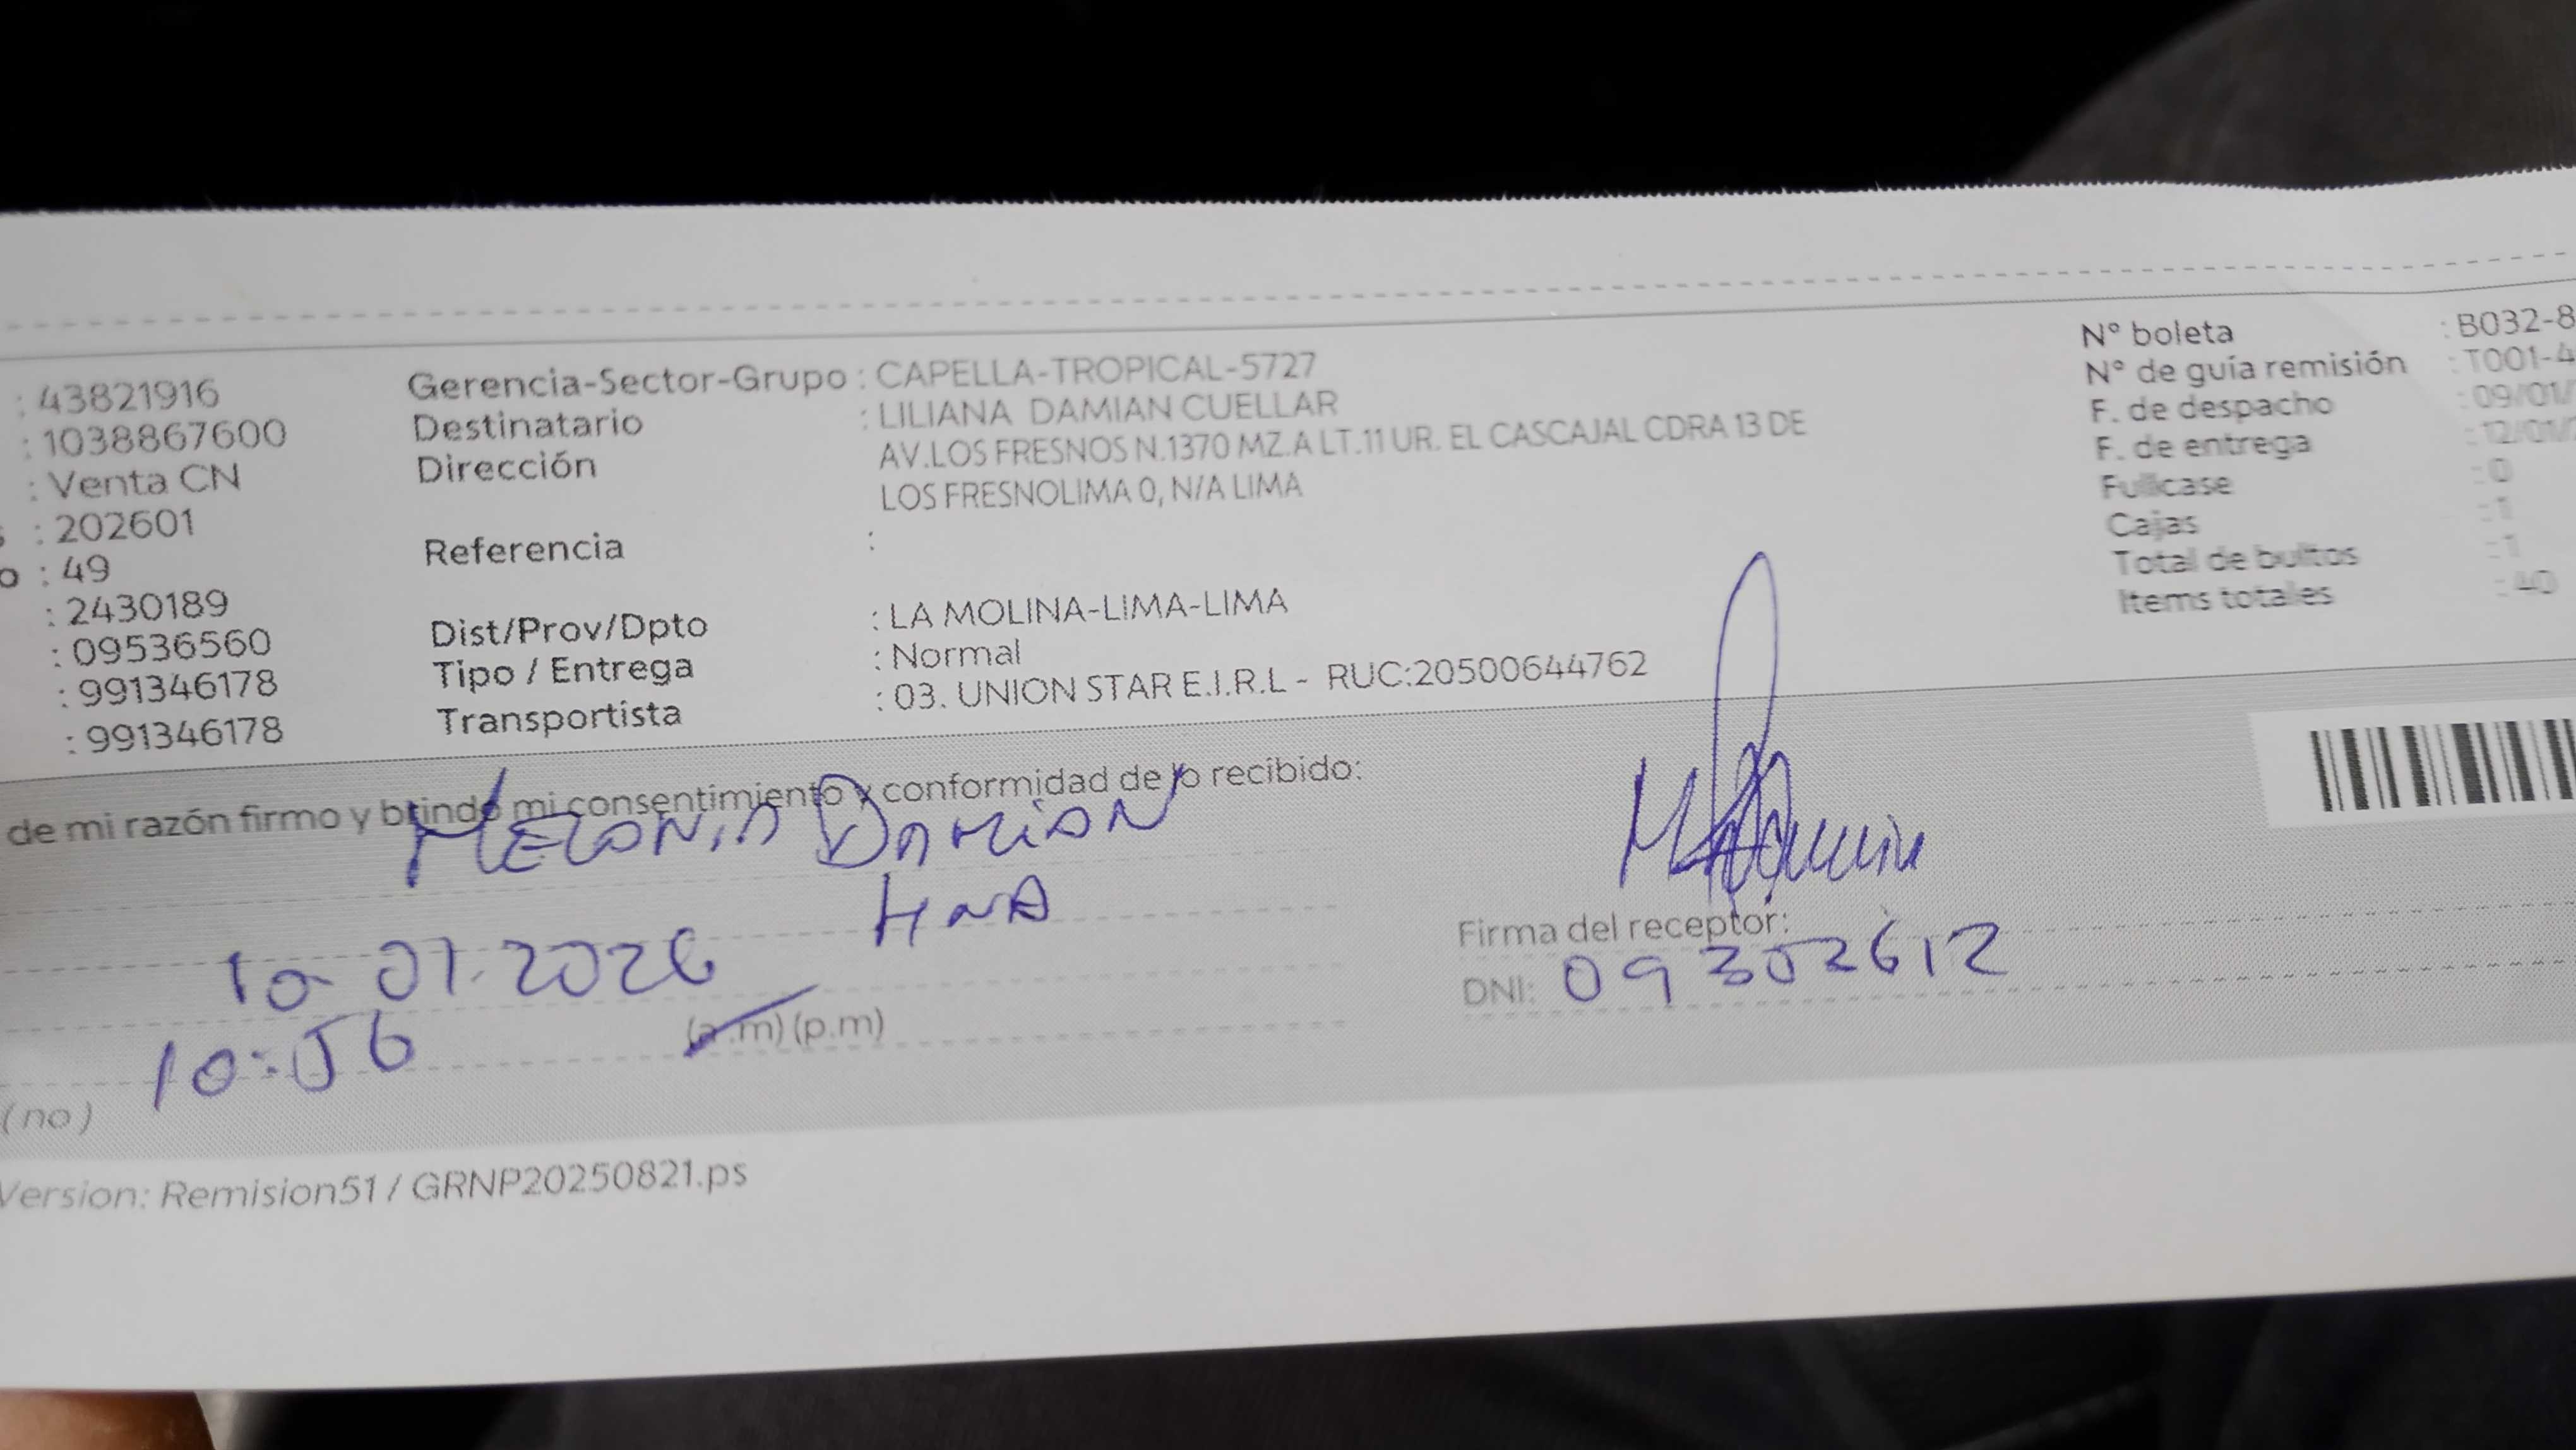 : 43821916
: 1038867600
: Venta CN
: 202601
o : 49
: 2430189
: 09536560
: 991346178
: 991346178
Gerencia-Sector-Grupo : CAPELLA-TROPICAL-5727
Destinatario : LILIANA DAMIAN CUELLAR
Dirección AV.LOS FRESNOS N.1370 MZ.A LT.11 UR. EL CASCAJAL CDRA 13 DE
LOS FRESNOLIMA 0, N/A LIMA
Referencia :
Dist/Prov/Dpto : LA MOLINA-LIMA-LIMA
Tipo / Entrega : Normal
Transportista : 03. UNION STAR E.I.R.L - RUC:20500644762
N° boleta : B032-8
N° de guía remisión : T001-4
F. de despacho : 09/01/
F. de entrega : 12/01/
Fullcase : 0
Cajas : 1
Total de bultos : 1
Items totales : 40
de mi razón firmo y brindo mi consentimiento y conformidad de lo recibido:
MELONIA DAMIAN
HNA
10-01-2026
10:56 (a.m) (p.m)
Firma del receptor:
DNI: 09302612
(no)
Version: Remision51 / GRNP20250821.ps